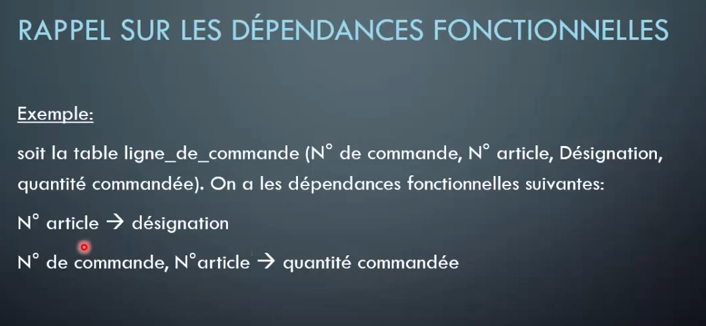 RAPPEL SUR LES DÉPENDANCES FONCTIONNELLES
Exemple:
soit la table ligne_de_commande (N° de commande, N° article, Désignation,
quantité commandée). On a les dépendances fonctionnelles suivantes:
N° article → désignation
N° de commande, N°article → quantité commandée